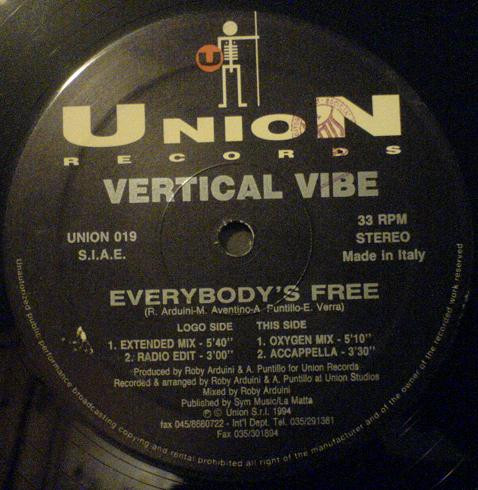 U
UNION
RECORDS
VERTICAL VIBE
UNION 019
S.I.A.E.
33 RPM
STEREO
Made in Italy
EVERYBODY'S FREE
(R. Arduini-M. Aventino-A Puntillo-E. Verra)
LOGO SIDE
1. EXTENDED MIX - 5'40"
2. RADIO EDIT - 3'00"
THIS SIDE
1. OXYGEN MIX - 5'10"
2. ACCAPPELLA - 3'30"
Produced by Roby Arduini & A. Puntillo for Union Records
Recorded & arranged by Roby Arduini & A. Puntillo at Union Studios
Mixed by Roby Arduini
Published by Sym Music/La Matta
℗ © Union S.r.l. 1994
fax 045/8680722 - Int'l Dept. Tel. 035/291361
Fax 035/301894
Unautorized public performance broadcasting copying and rental prohibited all right of the manufacturer and of the owner of the recorded work reserved